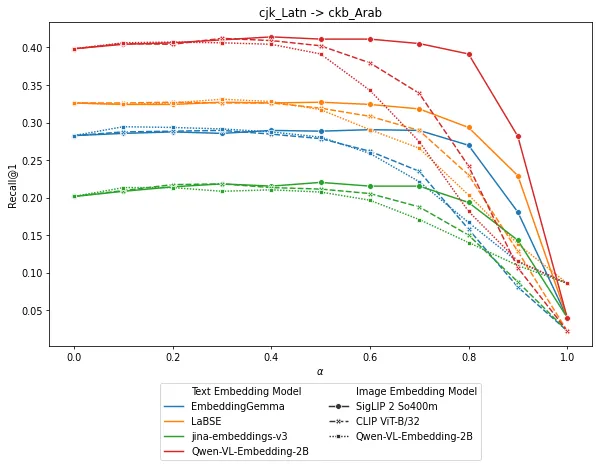 cjk_Latn -> ckb_Arab
Recall@1
0.40
0.35
0.30
0.25
0.20
0.15
0.10
0.05
0.0 0.2 0.4 0.6 0.8 1.0
α
Text Embedding Model Image Embedding Model
EmbeddingGemma SigLIP 2 So400m
LaBSE CLIP ViT-B/32
jina-embeddings-v3 Qwen-VL-Embedding-2B
Qwen-VL-Embedding-2B